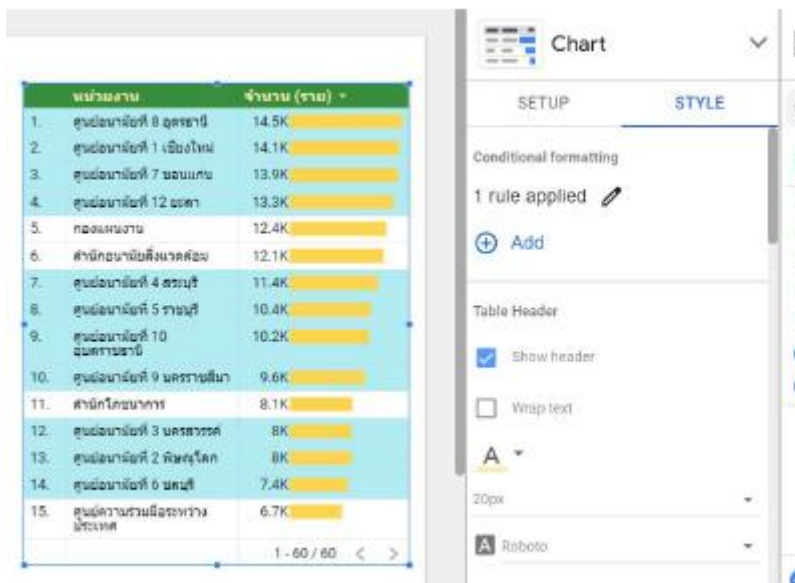 Chart
SETUP STYLE
Conditional formatting
1 rule applied
Add
Table Header
Show header
Wrap text
A
20px
Roboto
หน่วยงาน จำนวน (ราย)
1. ศูนย์อนามัยที่ 8 อุดรธานี 14.5K
2. ศูนย์อนามัยที่ 1 เชียงใหม่ 14.1K
3. ศูนย์อนามัยที่ 7 ขอนแก่น 13.9K
4. ศูนย์อนามัยที่ 12 ยะลา 13.3K
5. กองแผนงาน 12.4K
6. สำนักอนามัยสิ่งแวดล้อม 12.1K
7. ศูนย์อนามัยที่ 4 สระบุรี 11.4K
8. ศูนย์อนามัยที่ 5 ราชบุรี 10.4K
9. ศูนย์อนามัยที่ 10 10.2K
อุบลราชธานี
10. ศูนย์อนามัยที่ 9 นครราชสีมา 9.6K
11. สำนักโภชนาการ 8.1K
12. ศูนย์อนามัยที่ 3 นครสวรรค์ 8K
13. ศูนย์อนามัยที่ 2 พิษณุโลก 8K
14. ศูนย์อนามัยที่ 6 ชลบุรี 7.4K
15. ศูนย์ความร่วมมือระหว่าง 6.7K
ประเทศ
1 - 60 / 60 < >